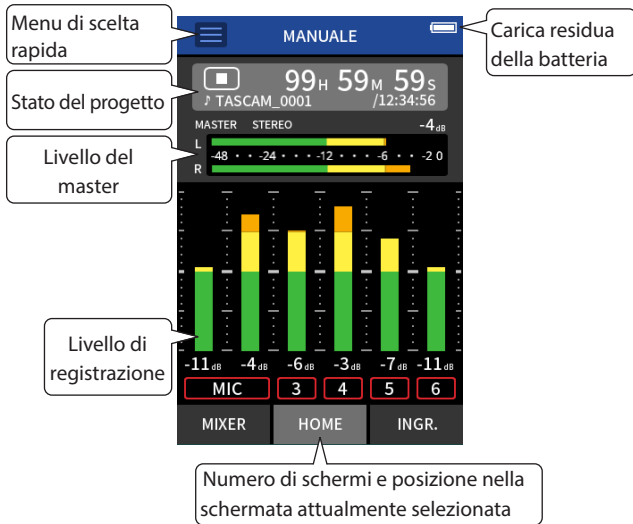 Menu di scelta
rapida
MANUALE
Carica residua
della batteria
Stato del progetto
99H 59M 59S
♪ TASCAM_0001 /12:34:56
MASTER STEREO -4dB
Livello del
master
L
-48 • • -24 • • • • -12 • • • • -6 • • -2 0
R
Livello di
registrazione
-11dB -4dB -6dB -3dB -7dB -11dB
MIC 3 4 5 6
MIXER HOME INGR.
Numero di schermi e posizione nella
schermata attualmente selezionata